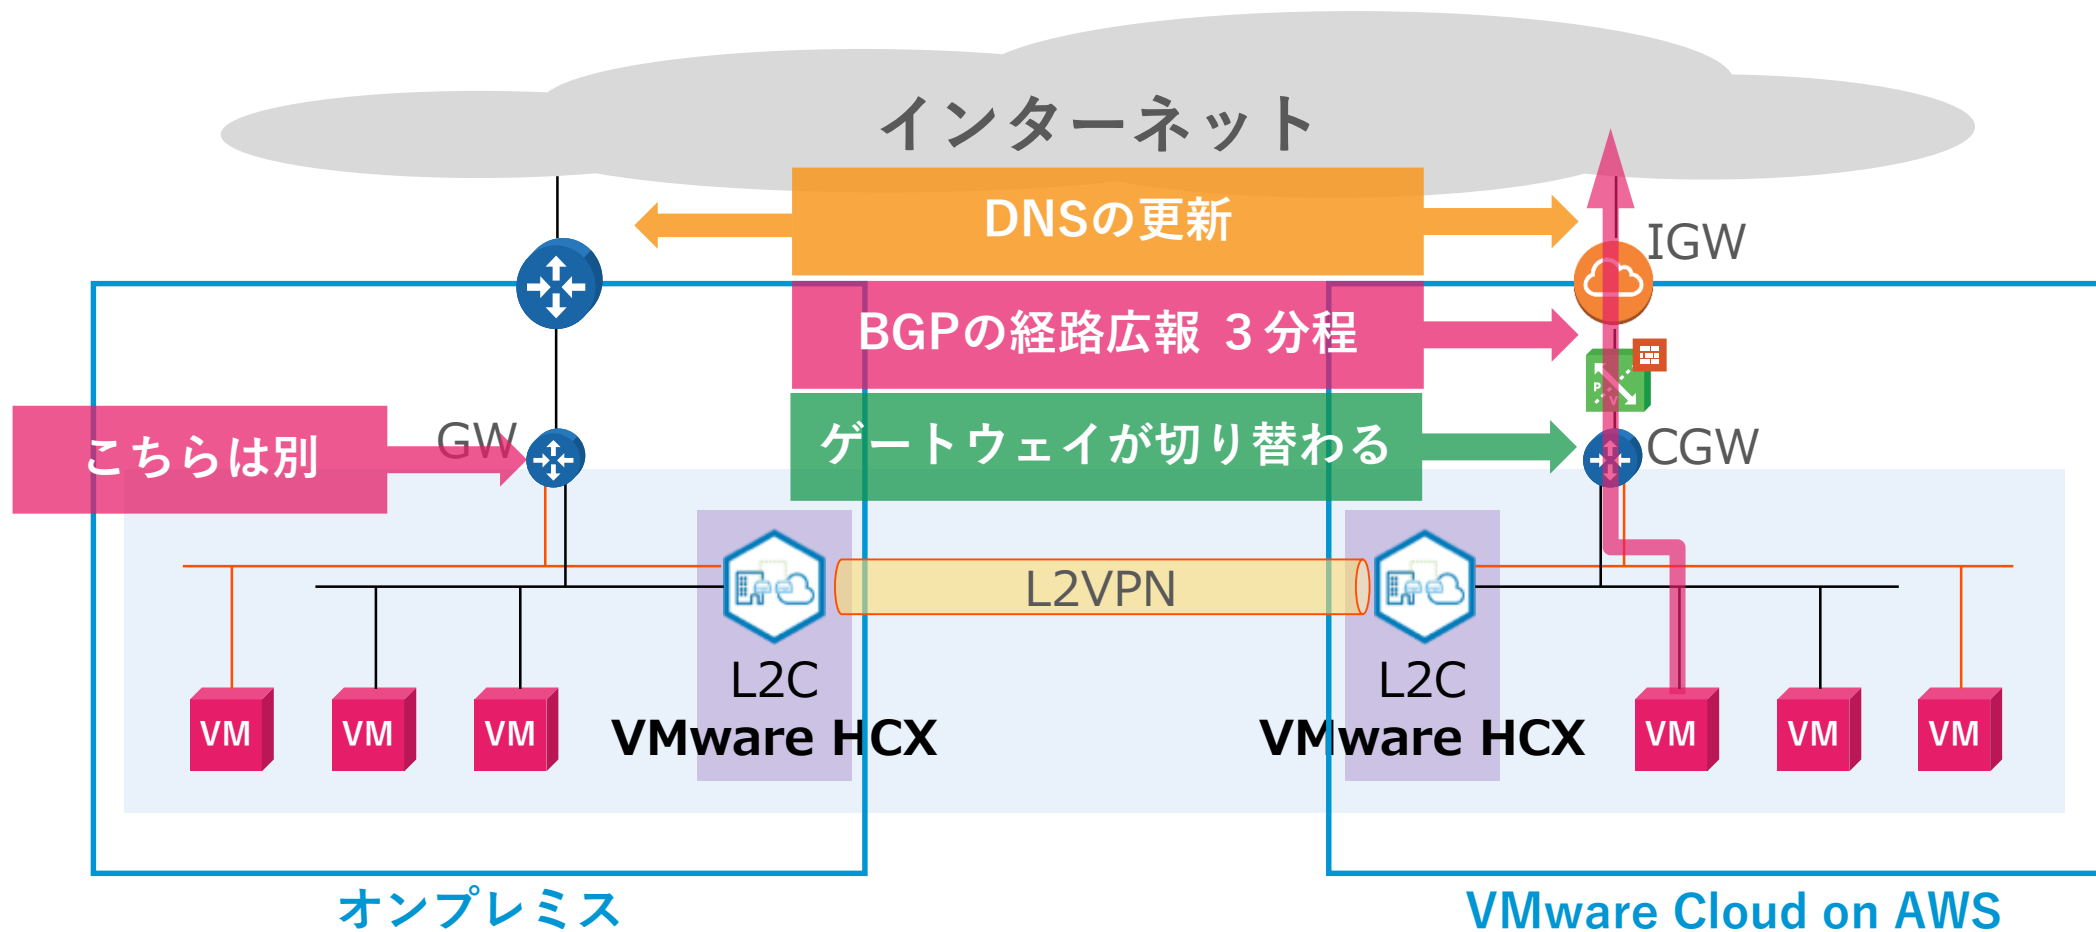 インターネット
DNSの更新
IGW
BGPの経路広報 3分程
P
V
こちらは別
GW
ゲートウェイが切り替わる
CGW
L2VPN
L2C
L2C
VMware HCX
VMware HCX
VM
VM
VM
VM
VM
VM
オンプレミス
VMware Cloud on AWS